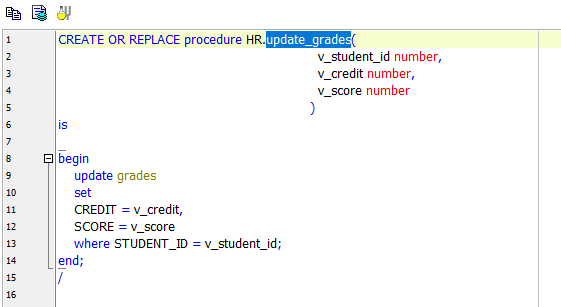 1 CREATE OR REPLACE procedure HR.update_grades(
2 v_student_id number,
3 v_credit number,
4 v_score number
5 )
6 is
7
8 begin
9 update grades
10 set
11 CREDIT = v_credit,
12 SCORE = v_score
13 where STUDENT_ID = v_student_id;
14 end;
15 /
16